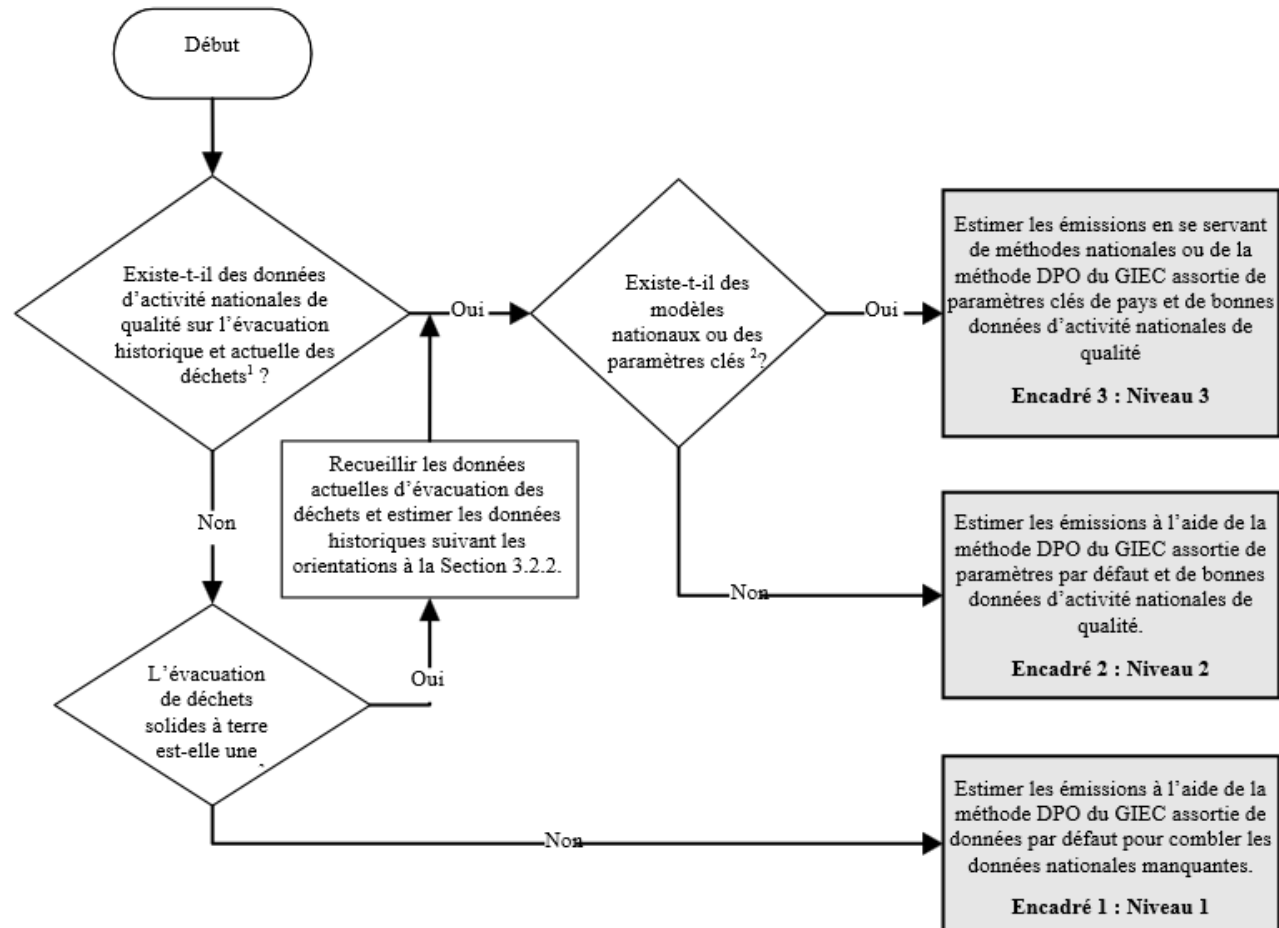 Début
Existe-t-il des données
d’activité nationales de
qualité sur l’évacuation
historique et actuelle des
déchets¹ ?
Oui
Existe-t-il des
modèles
nationaux ou des
paramètres clés ²?
Oui
Estimer les émissions en se servant
de méthodes nationales ou de la
méthode DPO du GIEC assortie de
paramètres clés de pays et de bonnes
données d’activité nationales de
qualité
Encadré 3 : Niveau 3
Recueillir les données
actuelles d’évacuation des
déchets et estimer les données
historiques suivant les
orientations à la Section 3.2.2.
Non
Non
Estimer les émissions à l’aide de la
méthode DPO du GIEC assortie de
paramètres par défaut et de bonnes
données d’activité nationales de
qualité.
Encadré 2 : Niveau 2
L’évacuation
de déchets
solides à terre
est-elle une
Oui
Non
Estimer les émissions à l’aide de la
méthode DPO du GIEC assortie de
données par défaut pour combler les
données nationales manquantes.
Encadré 1 : Niveau 1